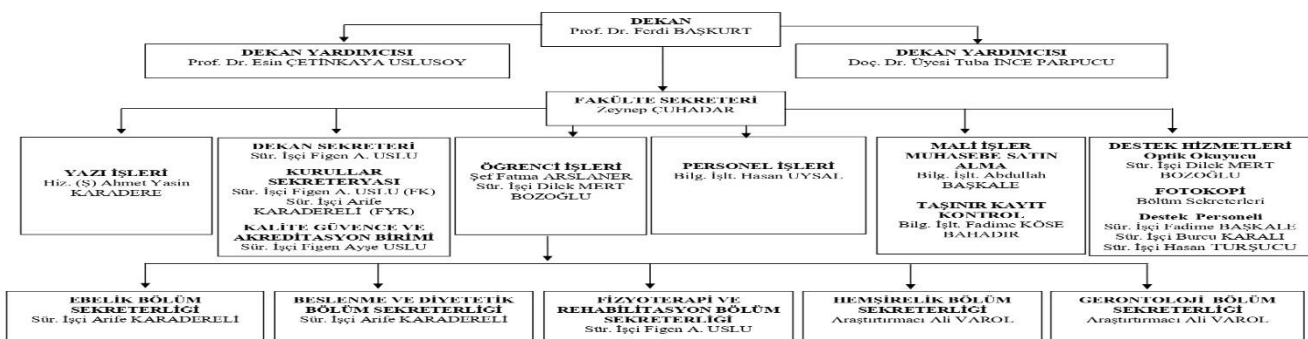 DEKAN
Prof. Dr. Ferdi BAŞKURT
DEKAN YARDIMCISI
Prof. Dr. Esin ÇETİNKAYA USLUSOY
DEKAN YARDIMCISI
Doç. Dr. Üyesi Tuba İNCE PARPUCU
FAKÜLTE SEKRETERİ
Zeynep ÇUHADAR
YAZI İŞLERİ
Hiz. (Ş) Ahmet Yasin
KARADERE
DEKAN SEKRETERİ
Sür. İşçi Figen A. USLU
KURULLAR
SEKRETERYASI
Sür. İşçi Figen A. USLU (FK)
Sür. İşçi Arife
KARADERELİ (FYK)
KALİTE GÜVENCE VE
AKREDİTASYON BİRİMİ
Sür. İşçi Figen Ayşe USLU
ÖĞRENCİ İŞLERİ
Şef Fatma ARSLANER
Sür. İşçi Dilek MERT
BOZOĞLU
PERSONEL İŞLERİ
Bilg. İşlt. Hasan UYSAL
MALİ İŞLER
MUHASEBE SATIN
ALMA
Bilg. İşlt. Abdullah
BAŞKALE
TAŞINIR KAYIT
KONTROL
Bilg. İşlt. Fadime KÖSE
BAHADIR
DESTEK HİZMETLERİ
Optik Okuyucu
Sür. İşçi Dilek MERT
BOZOĞLU
FOTOKOPİ
Bölüm Sekreterleri
Destek Personeli
Sür. İşçi Fadime BAŞKALE
Sür. İşçi Burcu KARALI
Sür. İşçi Hasan TURŞUCU
EBELİK BÖLÜM
SEKRETERLİĞİ
Sür. İşçi Arife KARADERELİ
BESLENME VE DİYETETİK
BÖLÜM SEKRETERLİĞİ
Sür. İşçi Arife KARADERELİ
FİZYOTERAPİ VE
REHABİLİTASYON BÖLÜM
SEKRETERLİĞİ
Sür. İşçi Figen A. USLU
HEMŞİRELİK BÖLÜM
SEKRETERLİĞİ
Araştırtırmacı Ali VAROL
GERONTOLOJİ BÖLÜM
SEKRETERLİĞİ
Araştırtırmacı Ali VAROL